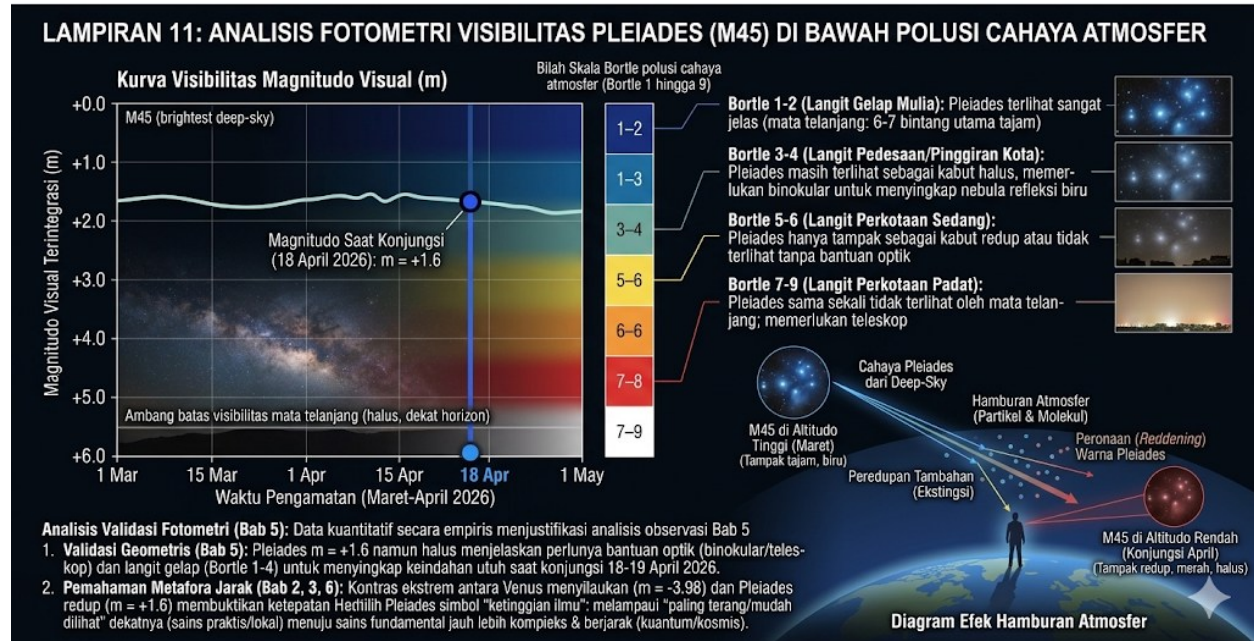 LAMPIRAN 11: ANALISIS FOTOMETRI VISIBILITAS PLEIADES (M45) DI BAWAH POLUSI CAHAYA ATMOSFER
Kurva Visibilitas Magnitudo Visual (m)
Magnitudo Visual Terintegrasi (m)
+0.0
+1.0
+2.0
+3.0
+4.0
+5.0
+6.0
M45 (brightest deep-sky)
Magnitudo Saat Konjungsi
(18 April 2026): m = +1.6
Ambang batas visibilitas mata telanjang (halus, dekat horizon)
1 Mar
15 Mar
1 Apr
15 Apr
18 Apr
1 May
Waktu Pengamatan (Maret-April 2026)
Bilah Skala Bortle polusi cahaya
atmosfer (Bortle 1 hingga 9)
1–2
1–3
3–4
5–6
6–6
7–8
7–9
Bortle 1-2 (Langit Gelap Mulia): Pleiades terlihat sangat
jelas (mata telanjang: 6-7 bintang utama tajam)
Bortle 3-4 (Langit Pedesaan/Pinggiran Kota):
Pleiades masih terlihat sebagai kabut halus, memer-
lukan binokular untuk menyingkap nebula refleksi biru
Bortle 5-6 (Langit Perkotaan Sedang):
Pleiades hanya tampak sebagai kabut redup atau tidak
terlihat tanpa bantuan optik
Bortle 7-9 (Langit Perkotaan Padat):
Pleiades sama sekali tidak terlihat oleh mata telan-
jang; memerlukan teleskop
Cahaya Pleiades
dari Deep-Sky
Hamburan Atmosfer
(Partikel & Molekul)
M45 di Altitudo
Tinggi (Maret)
(Tampak tajam, biru)
Peronaan (Reddening)
Warna Pleiades
Peredupan Tambahan
(Ekstingsi)
M45 di Altitudo Rendah
(Konjungsi April)
(Tampak redup, merah, halus)
Diagram Efek Hamburan Atmosfer
Analisis Validasi Fotometri (Bab 5): Data kuantitatif secara empiris menjustifikasi analisis observasi Bab 5
1. Validasi Geometris (Bab 5): Pleiades m = +1.6 namun halus menjelaskan perlunya bantuan optik (binokular/teles-
kop) dan langit gelap (Bortle 1-4) untuk menyingkap keindahan utuh saat konjungsi 18-19 April 2026.
2. Pemahaman Metafora Jarak (Bab 2, 3, 6): Kontras ekstrem antara Venus menyilaukan (m = -3.98) dan Pleiades
redup (m = +1.6) membuktikan ketepatan Pleiades simbol "ketinggian ilmu": melampaui "paling terang/mudah
dilihat" dekatnya (sains praktis/lokal) menuju sains fundamental jauh lebih kompieks & berjarak (kuantum/kosmis).